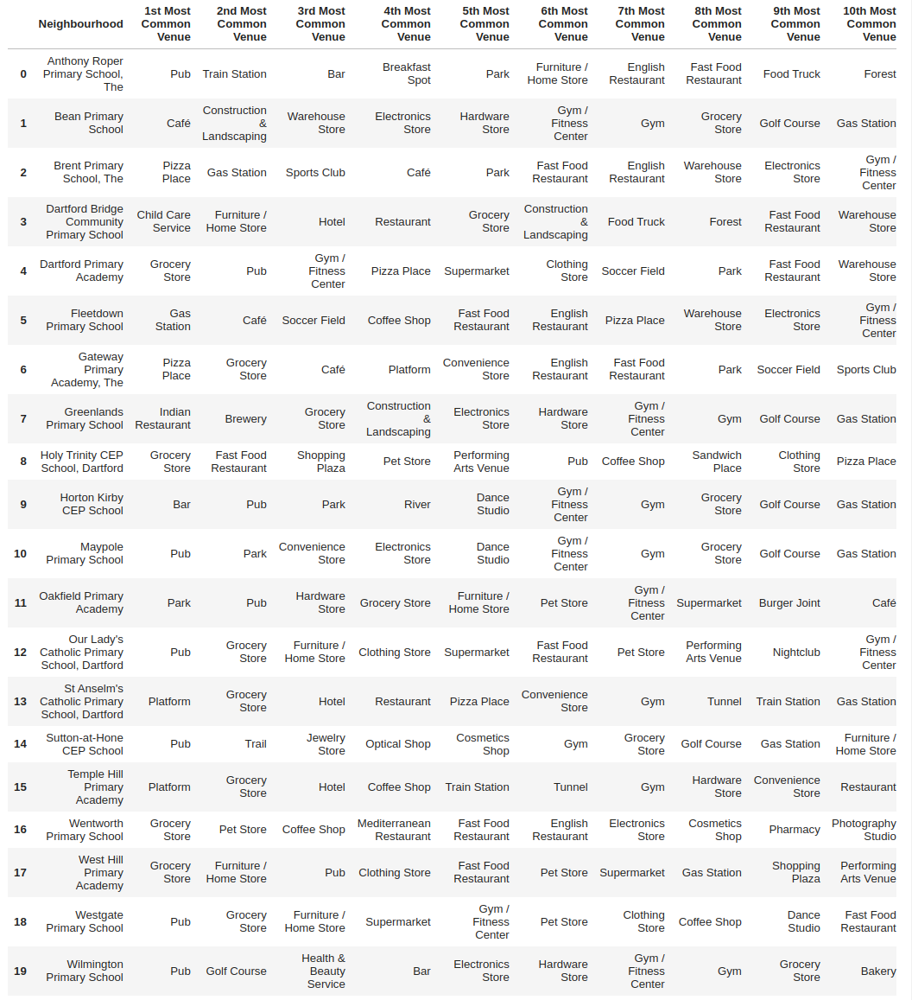 Neighbourhood 1st Most Common Venue 2nd Most Common Venue 3rd Most Common Venue 4th Most Common Venue 5th Most Common Venue 6th Most Common Venue 7th Most Common Venue 8th Most Common Venue 9th Most Common Venue 10th Most Common Venue
0 Anthony Roper Primary School, The Pub Train Station Bar Breakfast Spot Park Furniture / Home Store English Restaurant Fast Food Restaurant Food Truck Forest
1 Bean Primary School Café Construction & Landscaping Warehouse Store Electronics Store Hardware Store Gym / Fitness Center Gym Grocery Store Golf Course Gas Station
2 Brent Primary School, The Pizza Place Gas Station Sports Club Café Park Fast Food Restaurant English Restaurant Warehouse Store Electronics Store Gym / Fitness Center
3 Dartford Bridge Community Primary School Child Care Service Furniture / Home Store Hotel Restaurant Grocery Store Construction & Landscaping Food Truck Forest Fast Food Restaurant Warehouse Store
4 Dartford Primary Academy Grocery Store Pub Gym / Fitness Center Pizza Place Supermarket Clothing Store Soccer Field Park Fast Food Restaurant Warehouse Store
5 Fleetdown Primary School Gas Station Café Soccer Field Coffee Shop Fast Food Restaurant English Restaurant Pizza Place Warehouse Store Electronics Store Gym / Fitness Center
6 Gateway Primary Academy, The Pizza Place Grocery Store Café Platform Convenience Store English Restaurant Fast Food Restaurant Park Soccer Field Sports Club
7 Greenlands Primary School Indian Restaurant Brewery Grocery Store Construction & Landscaping Electronics Store Hardware Store Gym / Fitness Center Gym Golf Course Gas Station
8 Holy Trinity CEP School, Dartford Grocery Store Fast Food Restaurant Shopping Plaza Pet Store Performing Arts Venue Pub Coffee Shop Sandwich Place Clothing Store Pizza Place
9 Horton Kirby CEP School Bar Pub Park River Dance Studio Gym / Fitness Center Gym Grocery Store Golf Course Gas Station
10 Maypole Primary School Pub Park Convenience Store Electronics Store Dance Studio Gym / Fitness Center Gym Grocery Store Golf Course Gas Station
11 Oakfield Primary Academy Park Pub Hardware Store Grocery Store Furniture / Home Store Pet Store Gym / Fitness Center Supermarket Burger Joint Café
12 Our Lady's Catholic Primary School, Dartford Pub Grocery Store Furniture / Home Store Clothing Store Supermarket Fast Food Restaurant Pet Store Performing Arts Venue Nightclub Gym / Fitness Center
13 St Anselm's Catholic Primary School, Dartford Platform Grocery Store Hotel Restaurant Pizza Place Convenience Store Gym Tunnel Train Station Gas Station
14 Sutton-at-Hone CEP School Pub Trail Jewelry Store Optical Shop Cosmetics Shop Gym Grocery Store Golf Course Gas Station Furniture / Home Store
15 Temple Hill Primary Academy Platform Grocery Store Hotel Coffee Shop Train Station Tunnel Gym Hardware Store Convenience Store Restaurant
16 Wentworth Primary School Grocery Store Pet Store Coffee Shop Mediterranean Restaurant Fast Food Restaurant English Restaurant Electronics Store Cosmetics Shop Pharmacy Photography Studio
17 West Hill Primary Academy Grocery Store Furniture / Home Store Pub Clothing Store Fast Food Restaurant Pet Store Supermarket Gas Station Shopping Plaza Performing Arts Venue
18 Westgate Primary School Pub Grocery Store Furniture / Home Store Supermarket Gym / Fitness Center Pet Store Clothing Store Coffee Shop Dance Studio Fast Food Restaurant
19 Wilmington Primary School Pub Golf Course Health & Beauty Service Bar Electronics Store Hardware Store Gym / Fitness Center Gym Grocery Store Bakery